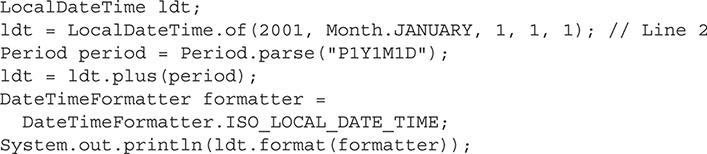 LocalDateTime ldt;
ldt = LocalDateTime.of(2001, Month.JANUARY, 1, 1, 1); // Line 2
Period period = Period.parse("P1Y1M1D");
ldt = ldt.plus(period);
DateTimeFormatter formatter =
  DateTimeFormatter.ISO_LOCAL_DATE_TIME;
System.out.println(ldt.format(formatter));